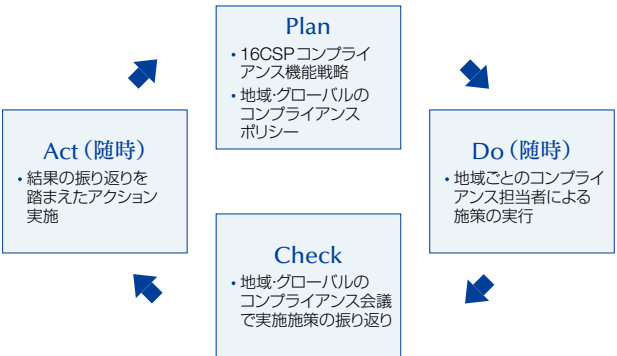 Plan
・16CSPコンプライ
アンス機能戦略
・地域・グローバルの
コンプライアンス
ポリシー
Do（随時）
・地域ごとのコンプライ
アンス担当者による
施策の実行
Check
・地域・グローバルの
コンプライアンス会議
で実施施策の振り返り
Act（随時）
・結果の振り返りを
踏まえたアクション
実施